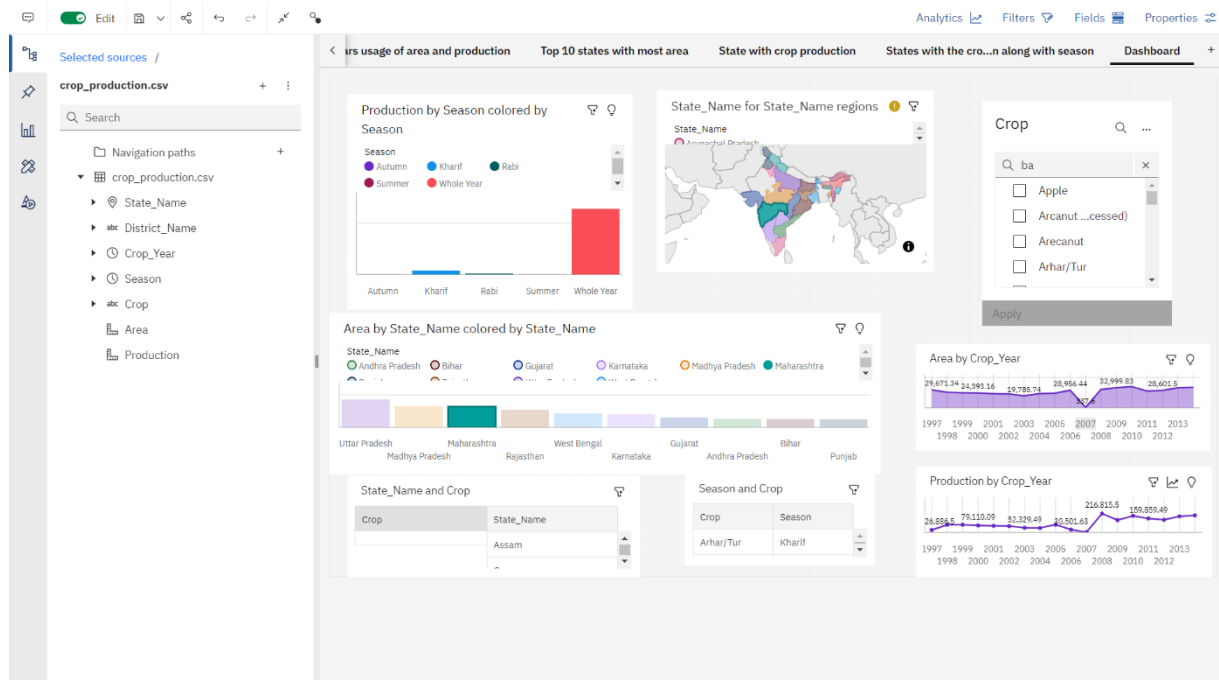 Edit
Analytics
Filters
Fields
Properties
Selected sources /
crop_production.csv
Search
Navigation paths
crop_production.csv
State_Name
abc District_Name
Crop_Year
Season
abc Crop
Area
Production
ars usage of area and production
Top 10 states with most area
State with crop production
States with the cro...n along with season
Dashboard
Production by Season colored by
Season
Season
Autumn Kharif Rabi
Summer Whole Year
Autumn Kharif Rabi Summer Whole Year
State_Name for State_Name regions
State_Name
Arunachal Pradesh
Crop
ba
Apple
Arcanut ...cessed)
Arecanut
Arhar/Tur
Apply
Area by State_Name colored by State_Name
State_Name
Andhra Pradesh Bihar Gujarat Karnataka Madhya Pradesh Maharashtra
Uttar Pradesh Maharashtra West Bengal Gujarat Bihar
Madhya Pradesh Rajasthan Karnataka Andhra Pradesh Punjab
Area by Crop_Year
29,671.34 24,393.16 19,785.74 28,956.44 32,999.83 28,601.5
1997 1999 2001 2003 2005 2007 2009 2011 2013
1998 2000 2002 2004 2006 2008 2010 2012
State_Name and Crop
Crop State_Name
Assam
Season and Crop
Crop Season
Arhar/Tur Kharif
Production by Crop_Year
216,815.5
26,886.5 79,110.09 52,329.49 159,859.49
1997 1999 2001 2003 2005 2007 2009 2011 2013
1998 2000 2002 2004 2006 2008 2010 2012